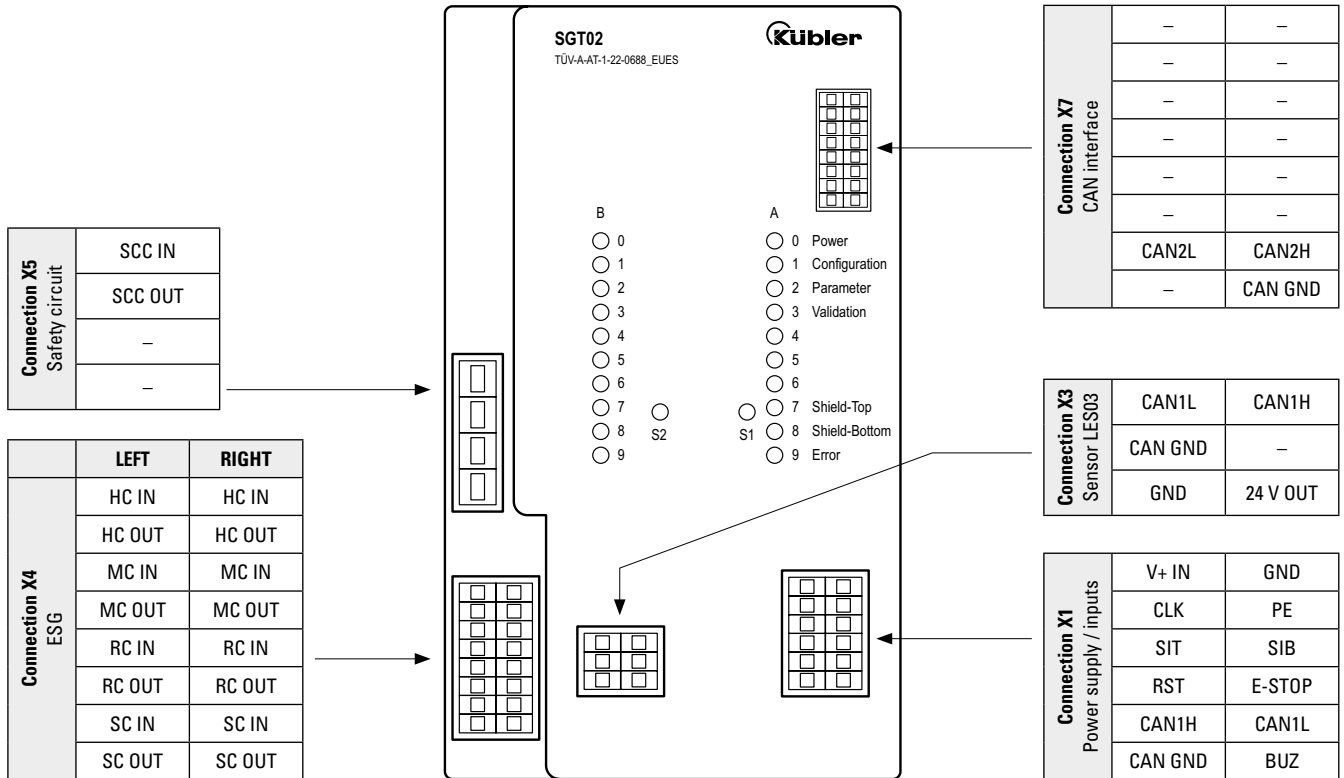 SGT02
Kübler
TÜV-A-AT-1-22-0688_EUES
B
0
1
2
3
4
5
6
7
8
9
S2
A
0 Power
1 Configuration
2 Parameter
3 Validation
4
5
6
7 Shield-Top
8 Shield-Bottom
9 Error
S1
Connection X5
Safety circuit
SCC IN
SCC OUT
–
–
LEFT RIGHT
Connection X4
ESG
HC IN HC IN
HC OUT HC OUT
MC IN MC IN
MC OUT MC OUT
RC IN RC IN
RC OUT RC OUT
SC IN SC IN
SC OUT SC OUT
Connection X7
CAN interface
– –
– –
– –
– –
– –
– –
CAN2L CAN2H
– CAN GND
Connection X3
Sensor LES03
CAN1L CAN1H
CAN GND –
GND 24 V OUT
Connection X1
Power supply / inputs
V+ IN GND
CLK PE
SIT SIB
RST E-STOP
CAN1H CAN1L
CAN GND BUZ